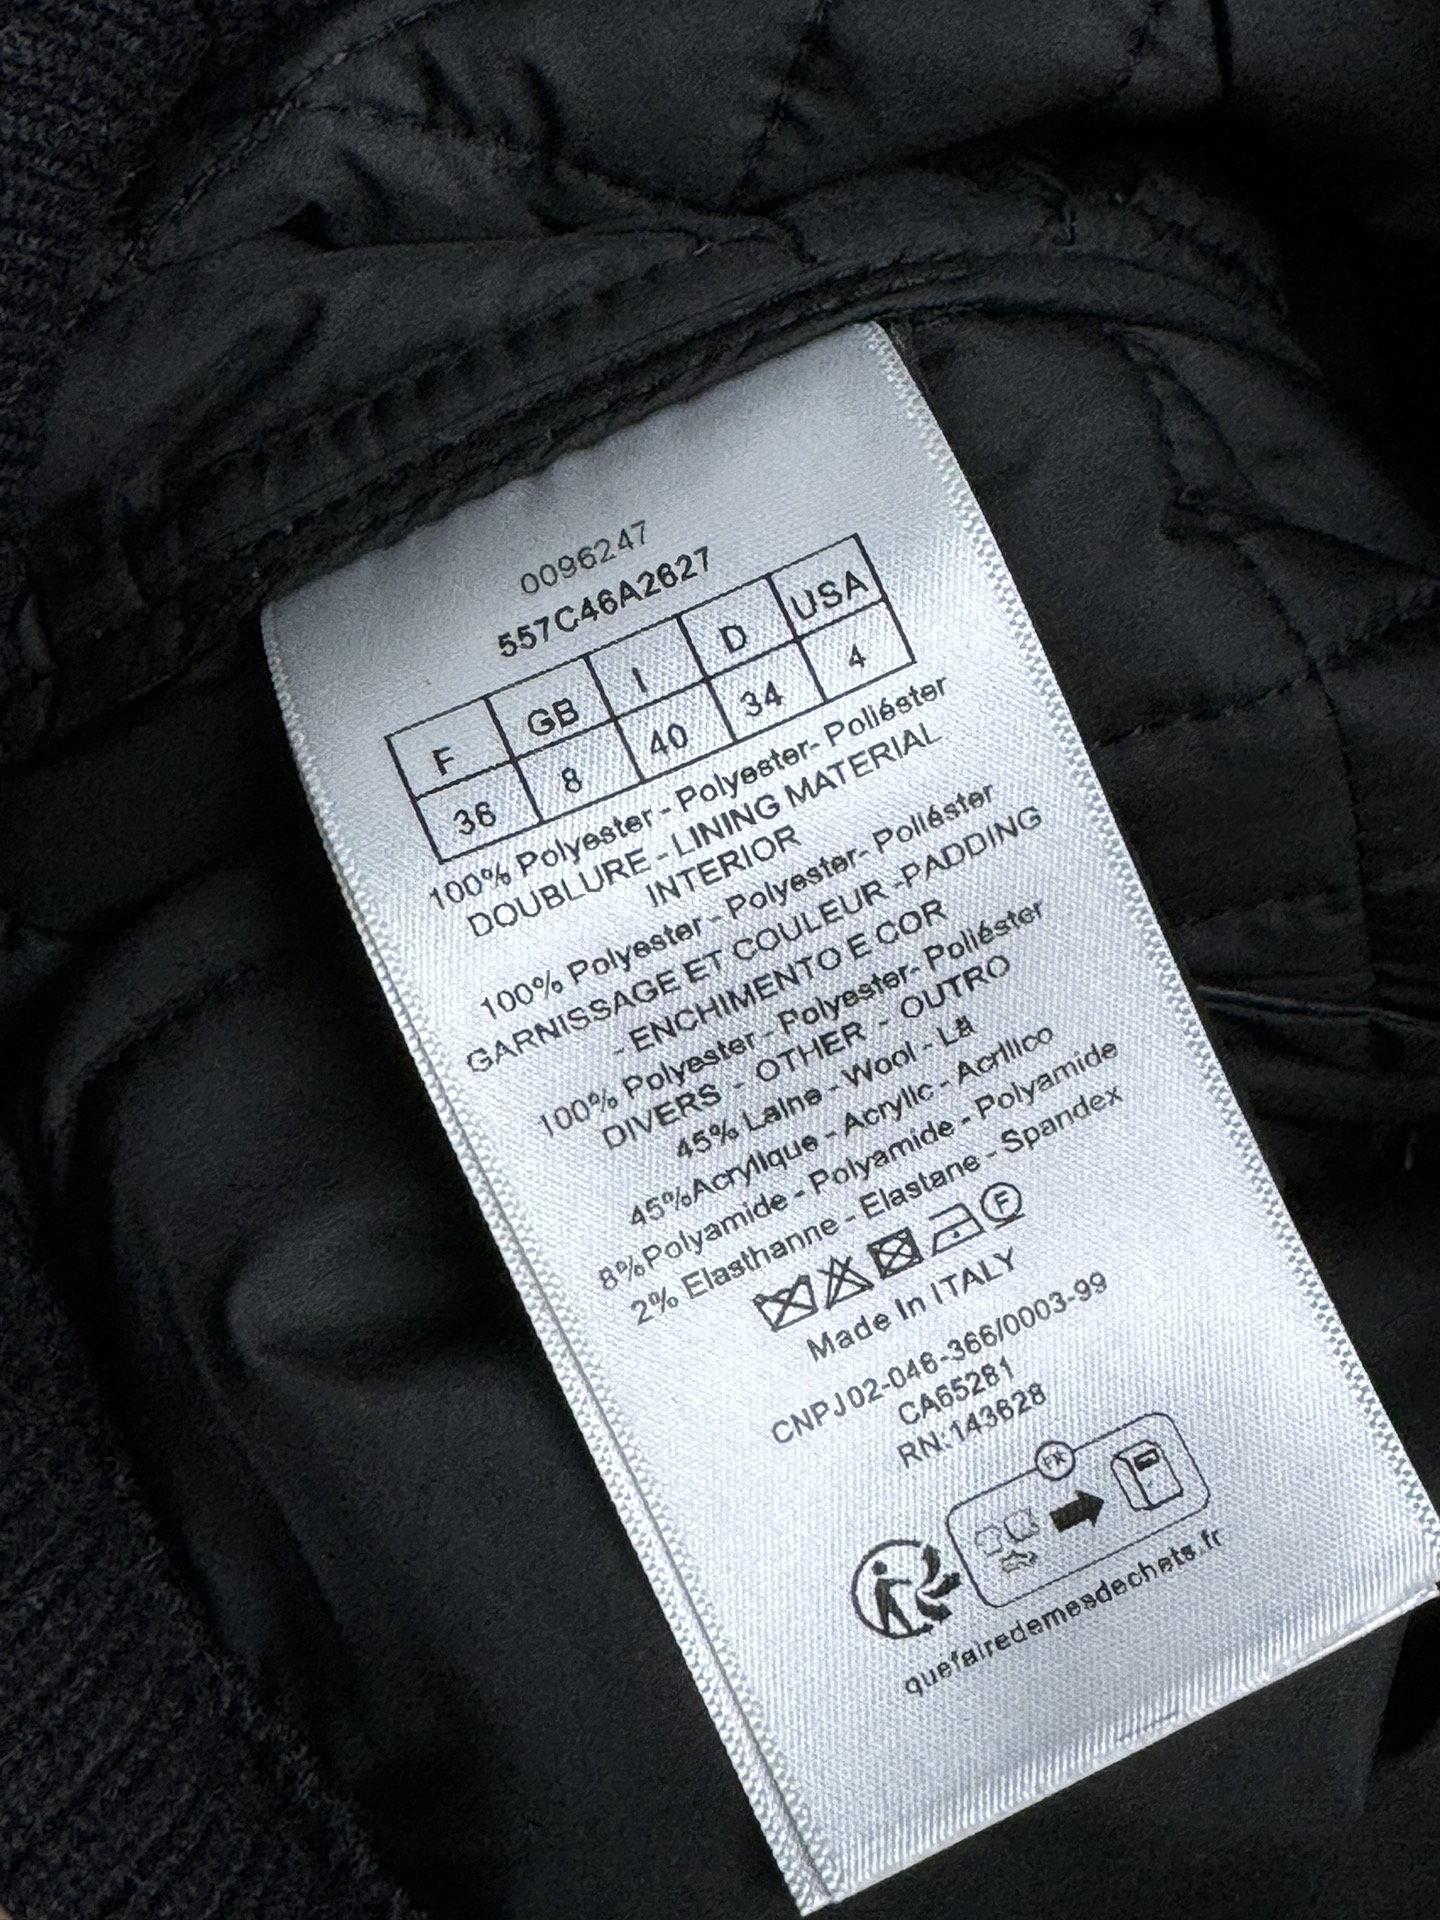 0096247
557C46A2627
F GB I D USA
36 8 40 34 4
100% Polyester - Polyester- Poliéster
DOUBLURE - LINING MATERIAL
INTERIOR
100% Polyester - Polyester- Poliéster
GARNISSAGE ET COULEUR -PADDING
- ENCHIMENTO E COR
100% Polyester - Polyester- Poliéster
DIVERS - OTHER - OUTRO
45% Laine - Wool - Lã
45%Acrylique - Acrylic - Acrílico
8%Polyamide - Polyamide - Polyamide
2% Elasthanne - Elastane - Spandex
F
Made In ITALY
CNPJ02-046-366/0003-99
CA65281
RN:143628
FR
quefairedemesdechets.fr